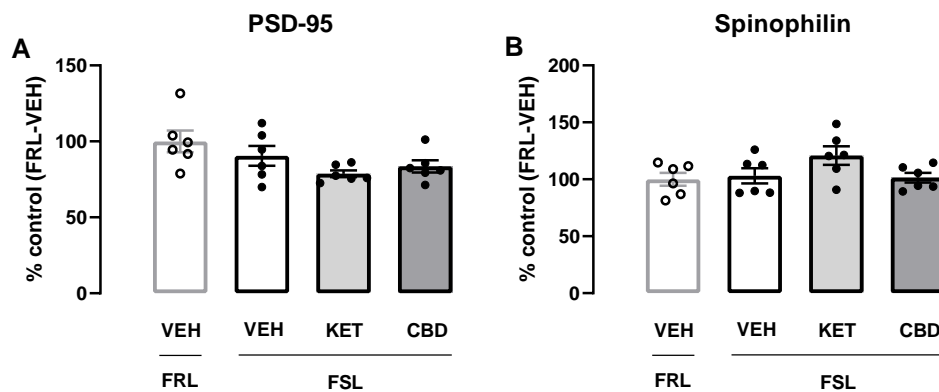 PSD-95
A
% control (FRL-VEH)
150
100
50
0
VEH
VEH
KET
CBD
FRL
FSL
Spinophilin
B
% control (FRL-VEH)
200
150
100
50
0
VEH
VEH
KET
CBD
FRL
FSL